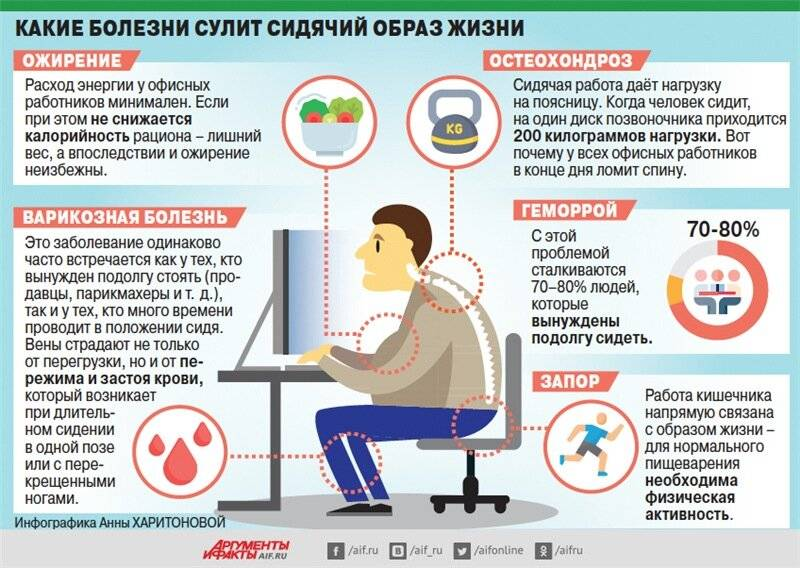 КАКИЕ БОЛЕЗНИ СУЛИТ СИДЯЧИЙ ОБРАЗ ЖИЗНИ
ОЖИРЕНИЕ
Расход энергии у офисных
работников минимален. Если
при этом не снижается
калорийность рациона – лишний
вес, а впоследствии и ожирение
неизбежны.
KG
ОСТЕОХОНДРОЗ
Сидячая работа даёт нагрузку
на поясницу. Когда человек сидит,
на один диск позвоночника приходится
200 килограммов нагрузки. Вот
почему у всех офисных работников
в конце дня ломит спину.
ВАРИКОЗНАЯ БОЛЕЗНЬ
Это заболевание одинаково
часто встречается как у тех, кто
вынужден подолгу стоять (про-
давцы, парикмахеры и т. д.),
так и у тех, кто много времени
проводит в положении сидя.
Вены страдают не только
от перегрузки, но и от пе-
режима и застоя крови,
который возникает
при длитель-
ном сидении
в одной позе
или с пере-
крещенными
ногами.
ГЕМОРРОЙ
С этой
проблемой
сталкиваются
70–80% людей,
которые
вынуждены
подолгу сидеть.
70-80%
ЗАПОР
Работа кишечника
напрямую связана
с образом жизни –
для нормального
пищеварения
необходима
физическая
активность.
Инфографика Анны ХАРИТОНОВОЙ
АРГУМЕНТЫ
И ФАКТЫ AIF.RU
f /aif.ru
B /aif_ru
/aifonline
/aifru